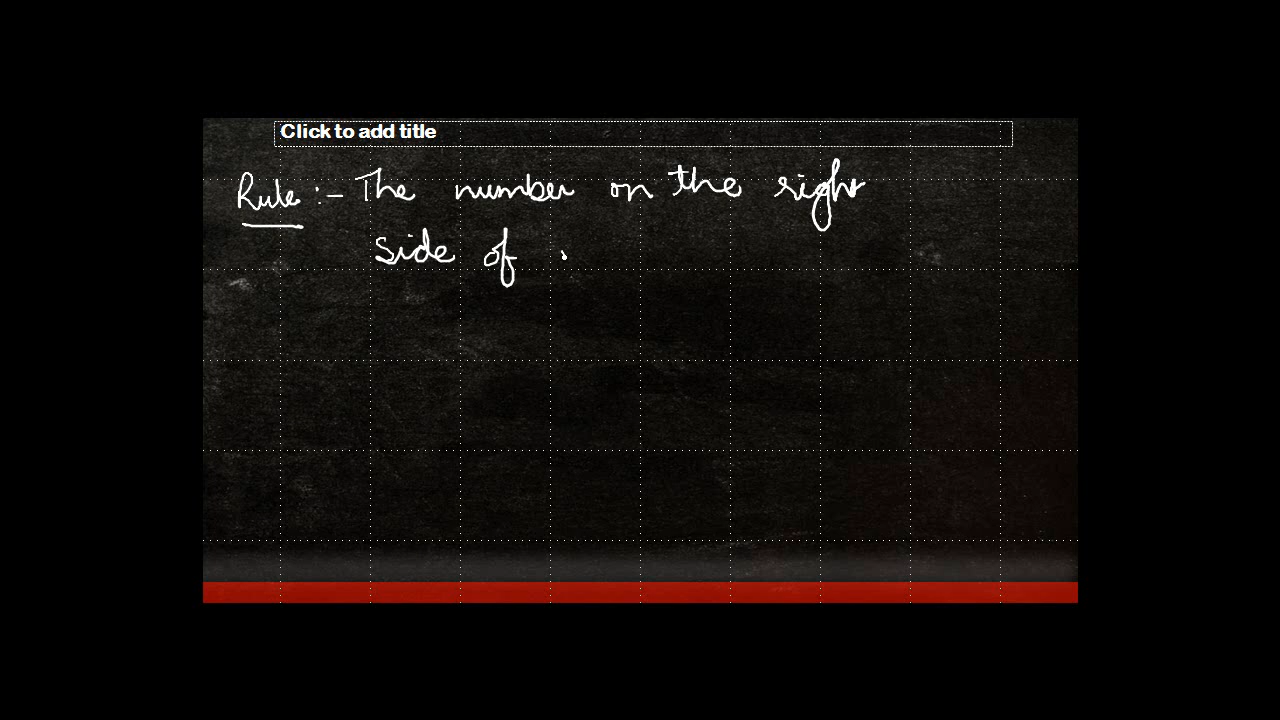 Click to add title
Rule :- The number on the right
side of